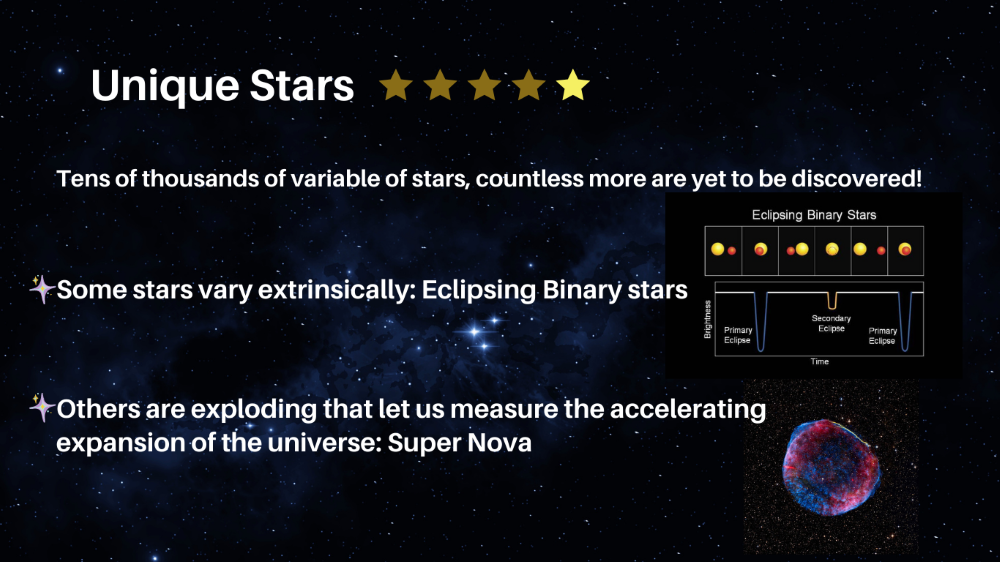 Unique Stars
Tens of thousands of variable of stars, countless more are yet to be discovered!
Eclipsing Binary Stars
Some stars vary extrinsically: Eclipsing Binary stars
Brightness
Primary
Eclipse
Secondary
Eclipse
Primary
Eclipse
Time
Others are exploding that let us measure the accelerating
expansion of the universe: Super Nova